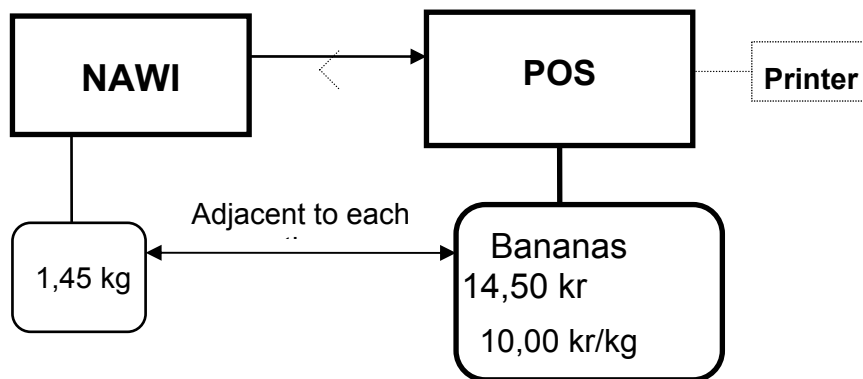 NAWI
POS
Printer
Adjacent to each
1,45 kg
Bananas
14,50 kr
10,00 kr/kg